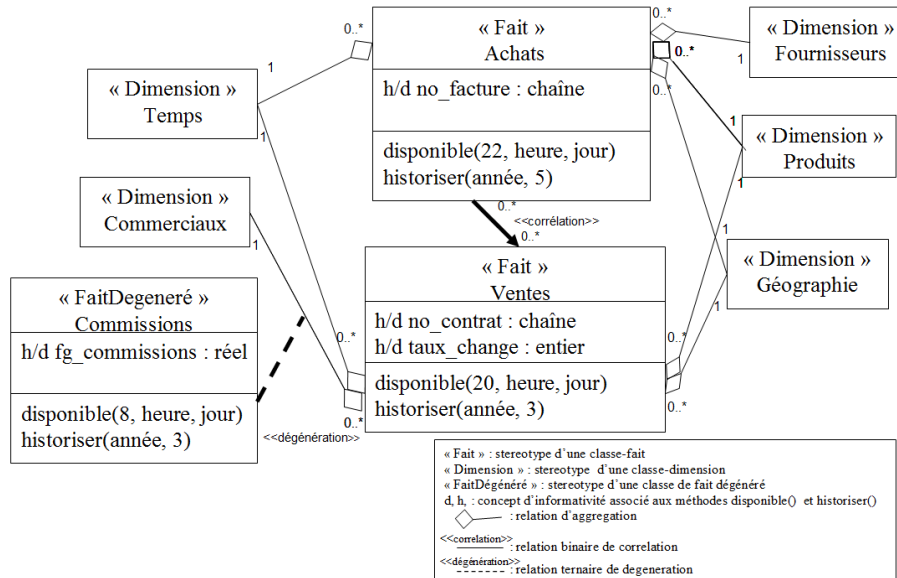 0..*
« Fait »
Achats
h/d no_facture : chaîne
disponible(22, heure, jour)
historiser(année, 5)
0..*
0..*
0..*
« Dimension »
Fournisseurs
1
« Dimension »
Temps
1
1
1
« Dimension »
Produits
1
« Dimension »
Commerciaux
1
0..*
<<corrélation>>
0..*
1
« Dimension »
Géographie
1
« FaitDegeneré »
Commissions
h/d fg_commissions : réel
disponible(8, heure, jour)
historiser(année, 3)
<<dégénération>>
« Fait »
Ventes
h/d no_contrat : chaîne
h/d taux_change : entier
disponible(20, heure, jour)
historiser(année, 3)
0..*
0..*
0..*
0..*
« Fait » : stereotype d'une classe-fait
« Dimension » : stereotype d'une classe-dimension
« FaitDégénéré » : stereotype d'une classe de fait dégénéré
d, h, : concept d'informativité associé aux méthodes disponible() et historiser()
: relation d'aggregation
<<correlation>>
: relation binaire de correlation
<<dégénération>>
: relation ternaire de degeneration